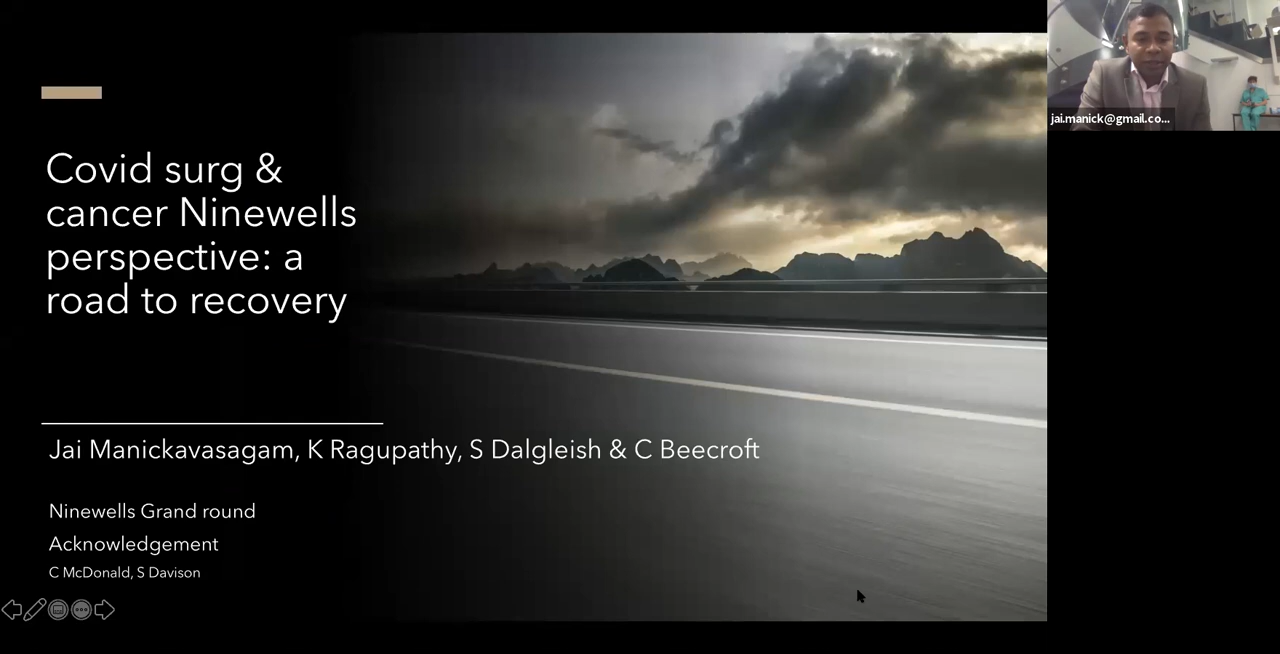 Covid surg &
cancer Ninewells
perspective: a
road to recovery
Jai Manickavasagam, K Ragupathy, S Dalgleish & C Beecroft
Ninewells Grand round
Acknowledgement
C McDonald, S Davison
jai.manick@gmail.co...